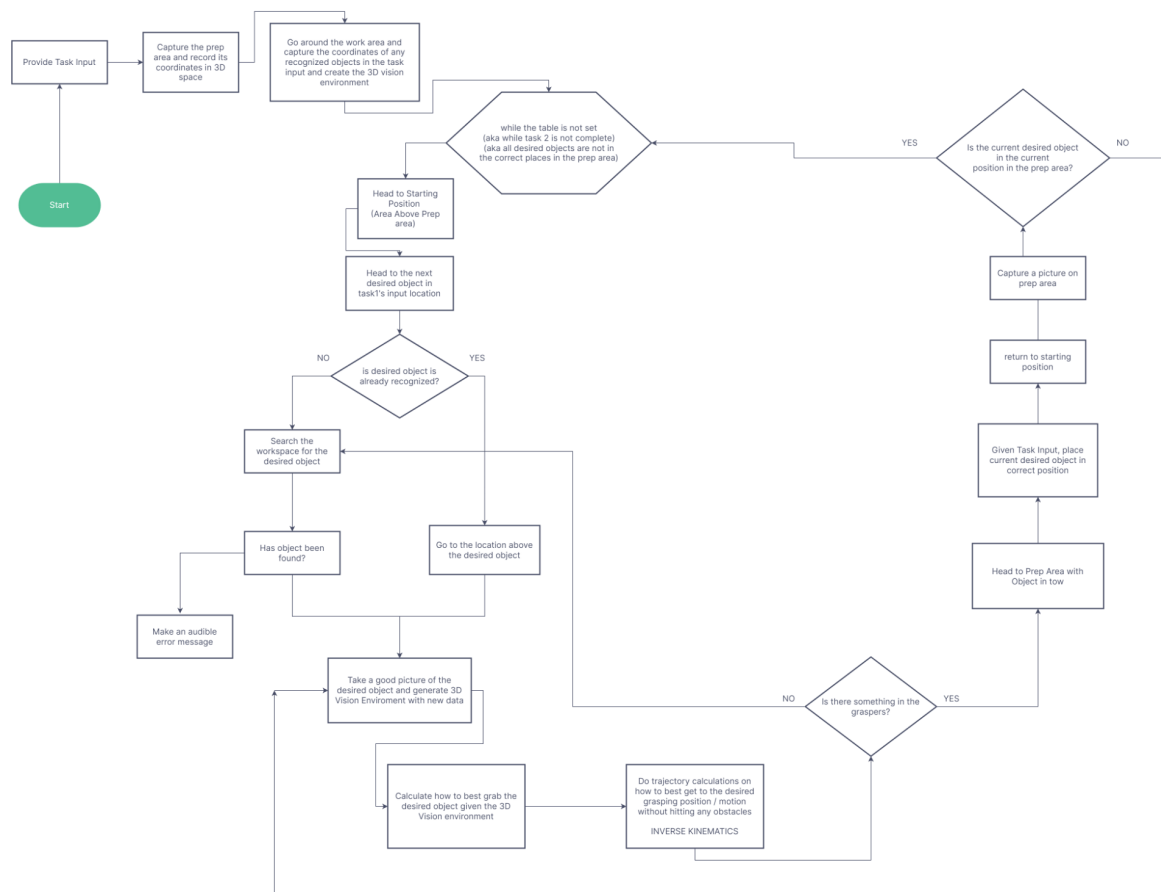 Provide Task Input
Capture the prep
area and record its
coordinates in 3D
space
Go around the work area and
capture the coordinates of any
recognized objects in the task
input and create the 3D vision
environment
Start
while the table is not set
(aka while task 2 is not complete)
(aka all desired objects are not in
the correct places in the prep area)
YES
Is the current desired object
in the current
position in the prep area?
NO
Head to Starting
Position
(Area Above Prep
area)
Head to the next
desired object in
task1's input location
Capture a picture on
prep area
NO
is desired object is
already recognized?
YES
return to starting
position
Search the
workspace for the
desired object
Given Task Input, place
current desired object in
correct position
Has object been
found?
Go to the location above
the desired object
Head to Prep Area with
Object in tow
Make an audible
error message
Take a good picture of the
desired object and generate 3D
Vision Enviroment with new data
NO
Is there something in the
graspers?
YES
Calculate how to best grab the
desired object given the 3D
Vision environment
Do trajectory calculations on
how to best get to the desired
grasping position / motion
without hitting any obstacles
INVERSE KINEMATICS